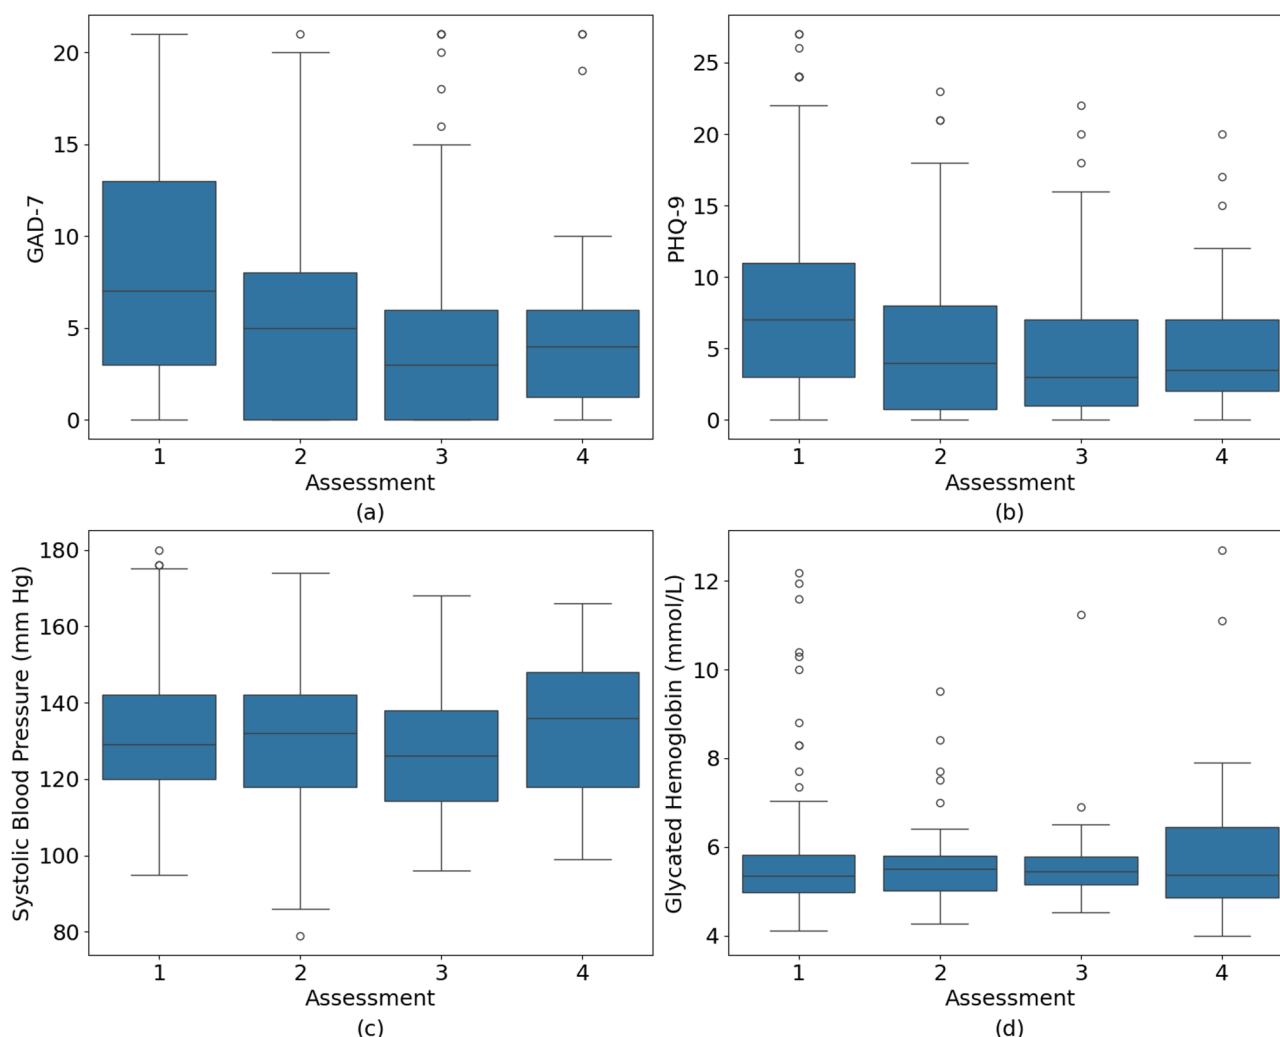 GAD-7
20
15
10
5
0
1 2 3 4
Assessment
(a)
PHQ-9
25
20
15
10
5
0
1 2 3 4
Assessment
(b)
Systolic Blood Pressure (mm Hg)
180
160
140
120
100
80
1 2 3 4
Assessment
(c)
Glycated Hemoglobin (mmol/L)
12
10
8
6
4
1 2 3 4
Assessment
(d)